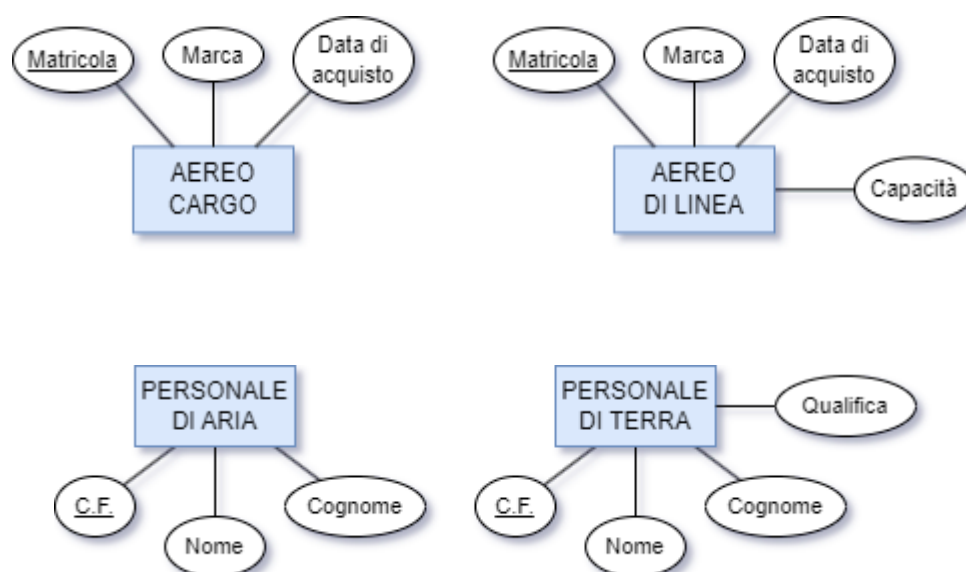 Matricola
Marca
Data di
acquisto
AEREO
CARGO
Matricola
Marca
Data di
acquisto
AEREO
DI LINEA
Capacità
PERSONALE
DI ARIA
C.F.
Nome
Cognome
PERSONALE
DI TERRA
Qualifica
C.F.
Nome
Cognome